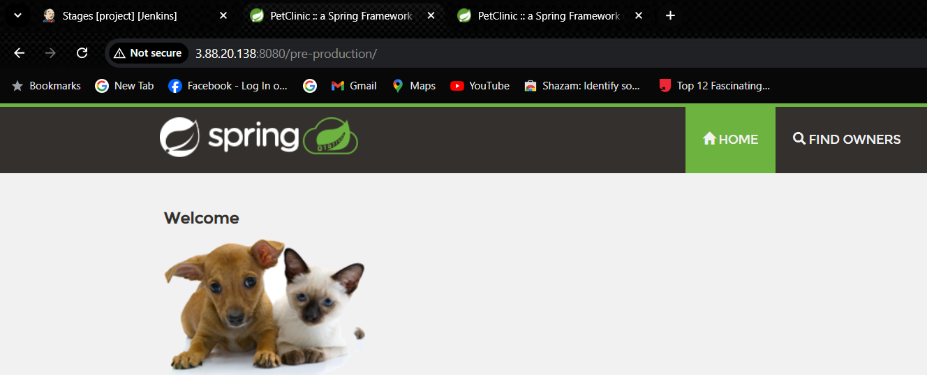 Stages [project] [Jenkins]
PetClinic :: a Spring Framework
PetClinic :: a Spring Framework
Not secure
3.88.20.138:8080/pre-production/
Bookmarks
New Tab
Facebook - Log In o...
Gmail
Maps
YouTube
Shazam: Identify so...
Top 12 Fascinating...
spring
HOME
FIND OWNERS
Welcome